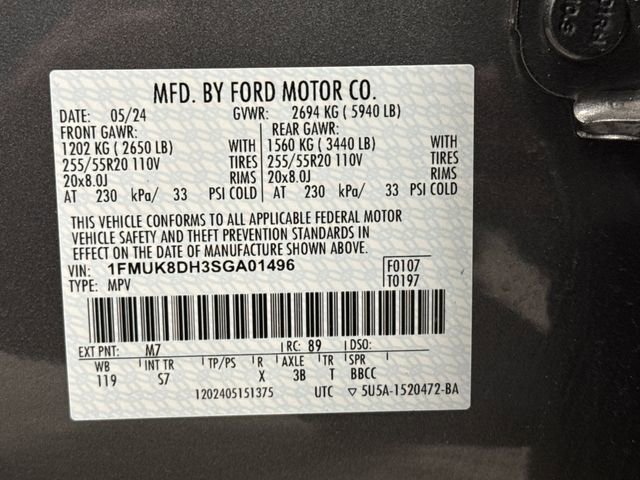 MFD. BY FORD MOTOR CO.
DATE: 05/24 GVWR: 2694 KG ( 5940 LB)
FRONT GAWR: REAR GAWR:
1202 KG ( 2650 LB) WITH 1560 KG ( 3440 LB) WITH
255/55R20 110V TIRES 255/55R20 110V TIRES
20x8.0J RIMS 20x8.0J RIMS
AT 230 kPa/ 33 PSI COLD AT 230 kPa/ 33 PSI COLD
THIS VEHICLE CONFORMS TO ALL APPLICABLE FEDERAL MOTOR
VEHICLE SAFETY AND THEFT PREVENTION STANDARDS IN
EFFECT ON THE DATE OF MANUFACTURE SHOWN ABOVE.
VIN: 1FMUK8DH3SGA01496 F0107
TYPE: MPV T0197
EXT PNT: M7 RC: 89 DSO:
WB INT TR TP/PS R AXLE TR SPR
119 S7 X 3B T BBCC
1202405151375 UTC ▽ 5U5A-1520472-BA